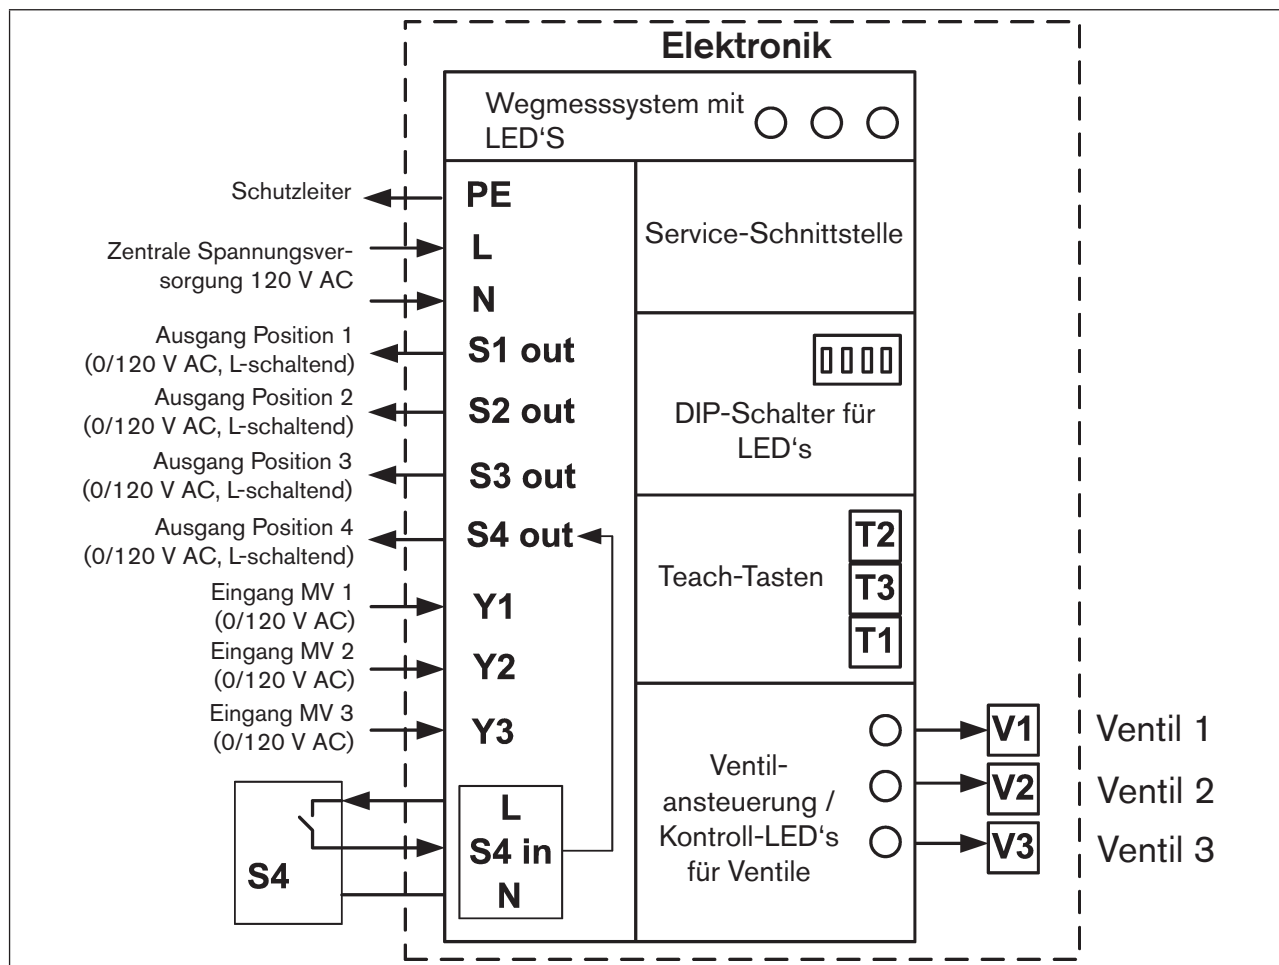 Elektronik
Wegmesssystem mit
LED‘S
Schutzleiter
PE
Zentrale Spannungsver-
sorgung 120 V AC
L
N
Ausgang Position 1
(0/120 V AC, L-schaltend)
S1 out
Ausgang Position 2
(0/120 V AC, L-schaltend)
S2 out
Ausgang Position 3
(0/120 V AC, L-schaltend)
S3 out
Ausgang Position 4
(0/120 V AC, L-schaltend)
S4 out
Eingang MV 1
(0/120 V AC)
Y1
Eingang MV 2
(0/120 V AC)
Y2
Eingang MV 3
(0/120 V AC)
Y3
S4
L
S4 in
N
Service-Schnittstelle
DIP-Schalter für
LED‘s
Teach-Tasten
T2
T3
T1
Ventil-
ansteuerung /
Kontroll-LED‘s
für Ventile
V1
Ventil 1
V2
Ventil 2
V3
Ventil 3